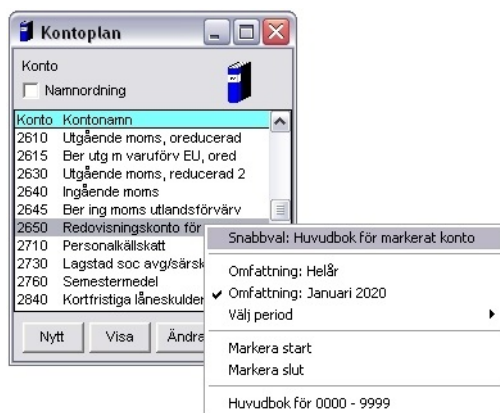 Kontoplan
Konto
Namnordning
Konto Kontonamn
2610 Utgående moms, oreducerad
2615 Ber utg m varuförv EU, ored
2630 Utgående moms, reducerad 2
2640 Ingående moms
2645 Ber ing moms utlandsförvärv
2650 Redovisningskonto för
2710 Personalkällskatt
2730 Lagstad soc avg/särsk
2760 Semestermedel
2840 Kortfristiga låneskulder
Nytt Visa Ändra
Snabbval: Huvudbok för markerat konto
Omfattning: Helår
Omfattning: Januari 2020
Välj period
Markera start
Markera slut
Huvudbok för 0000 - 9999